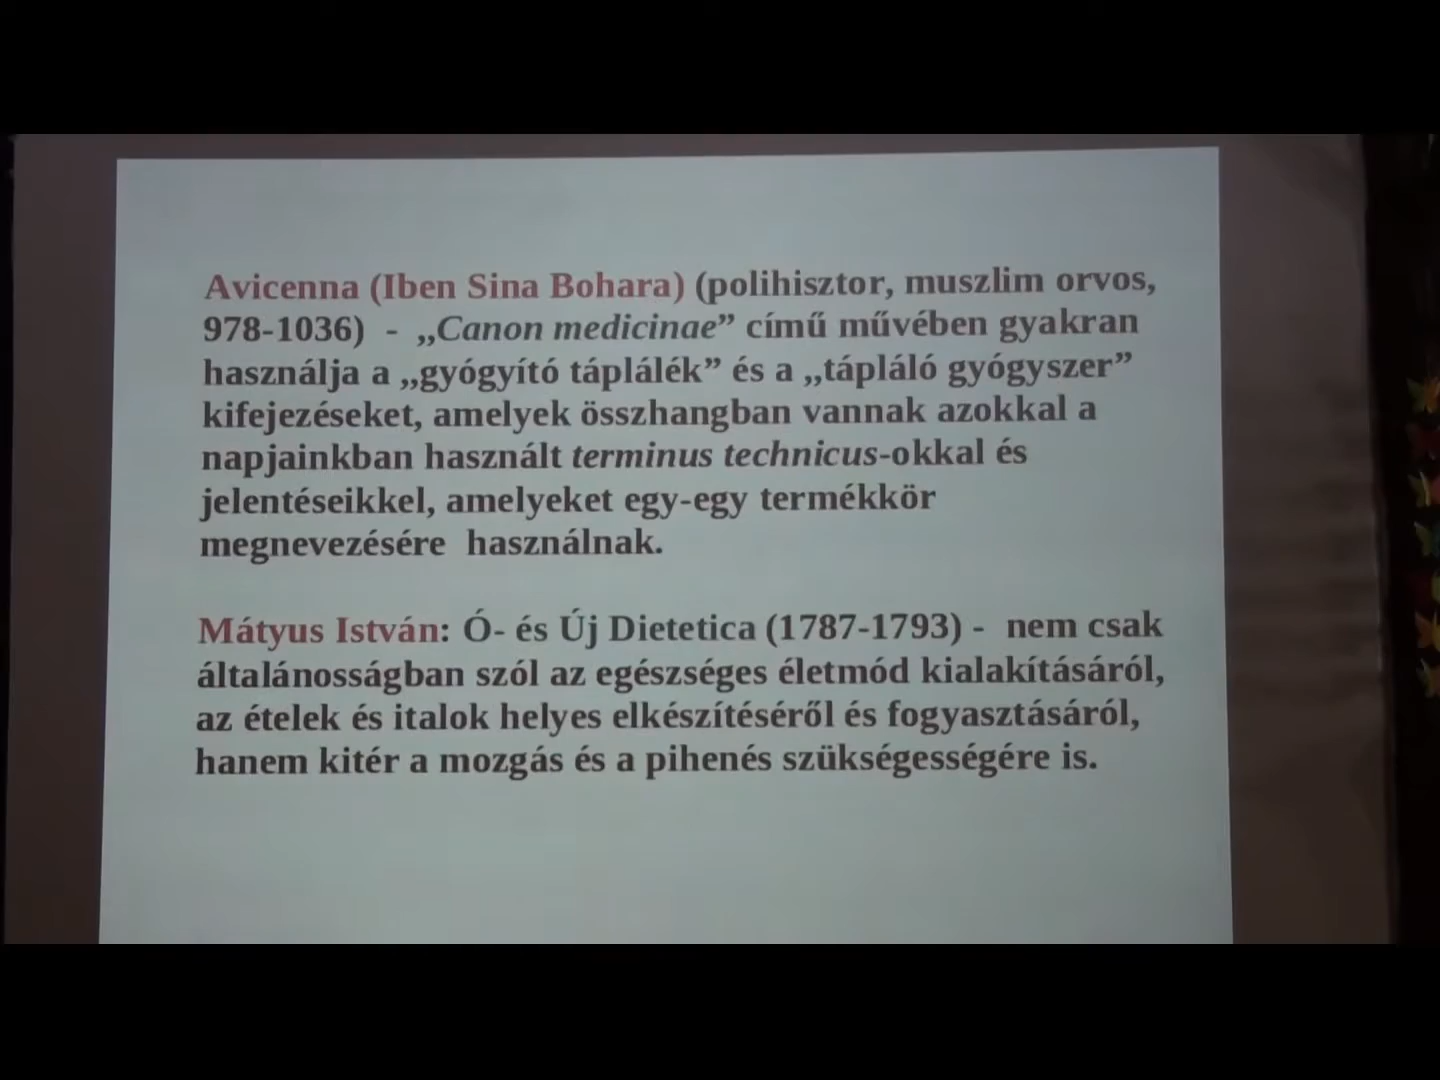 Avicenna (Iben Sina Bohara) (polihisztor, muszlim orvos,
978-1036) - „Canon medicinae” című művében gyakran
használja a „gyógyító táplálék” és a „tápláló gyógyszer”
kifejezéseket, amelyek összhangban vannak azokkal a
napjainkban használt terminus technicus-okkal és
jelentéseikkel, amelyeket egy-egy termékkör
megnevezésére használnak.
Mátyus István: Ó- és Új Dietetica (1787-1793) - nem csak
általánosságban szól az egészséges életmód kialakításáról,
az ételek és italok helyes elkészítéséről és fogyasztásáról,
hanem kitér a mozgás és a pihenés szükségességére is.